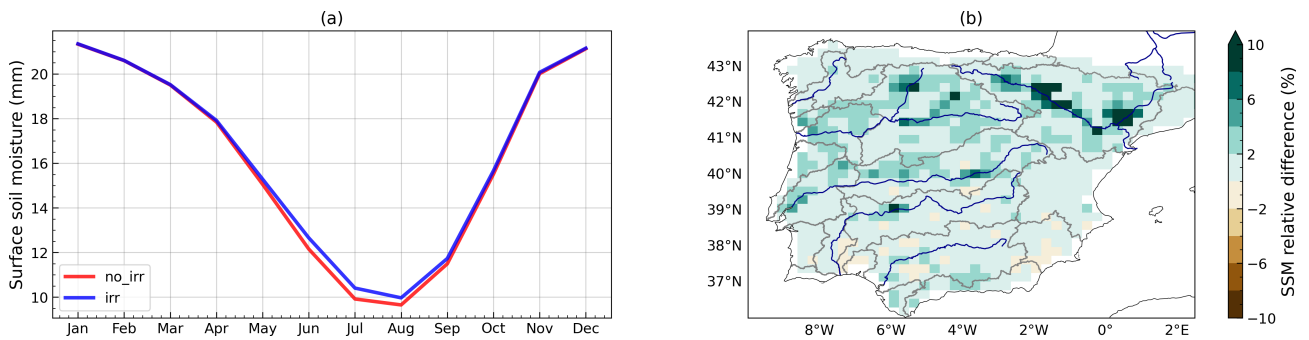 (a)
Surface soil moisture (mm)
20
18
16
14
12
10
no_irr
irr
Jan Feb Mar Apr May Jun Jul Aug Sep Oct Nov Dec
(b)
43°N
42°N
41°N
40°N
39°N
38°N
37°N
8°W 6°W 4°W 2°W 0° 2°E
10
6
2
−2
−6
−10
SSM relative difference (%)